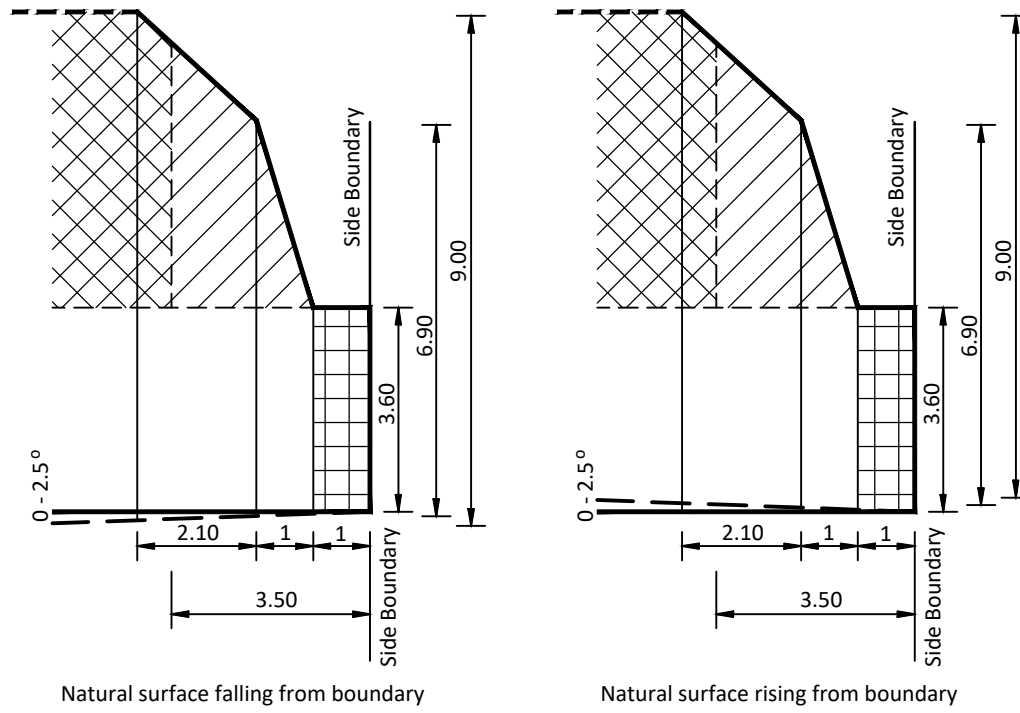 Side Boundary
9.00
6.90
3.60
0 - 2.5 º
2.10
1
1
3.50
Side Boundary
Natural surface falling from boundary
Side Boundary
9.00
6.90
3.60
0 - 2.5 º
2.10
1
1
3.50
Side Boundary
Natural surface rising from boundary